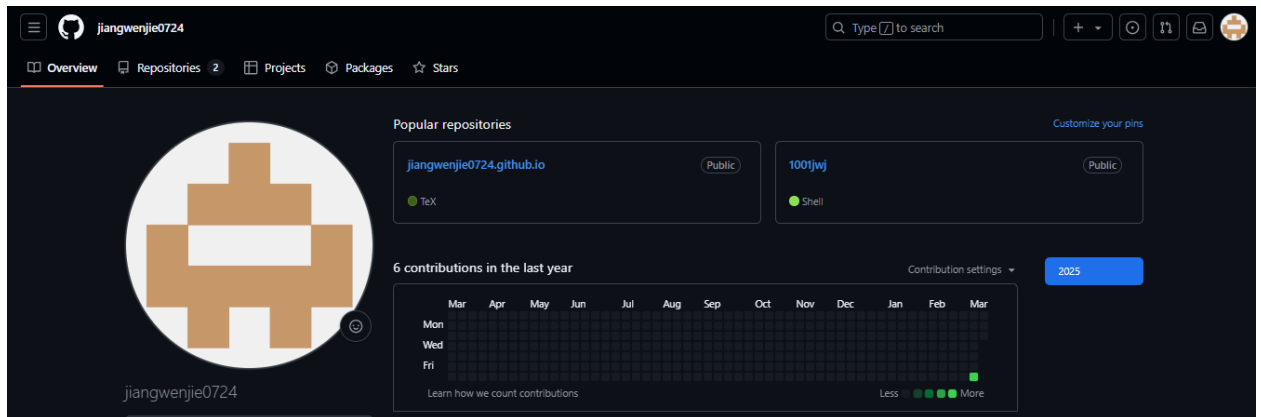 jiangwenjie0724
Type / to search
Overview Repositories 2 Projects Packages Stars
Popular repositories
Customize your pins
jiangwenjie0724.github.io Public
TeX
1001jwj Public
Shell
6 contributions in the last year
Contribution settings
2025
Mar Apr May Jun Jul Aug Sep Oct Nov Dec Jan Feb Mar
Mon
Wed
Fri
Learn how we count contributions
Less More
jiangwenjie0724